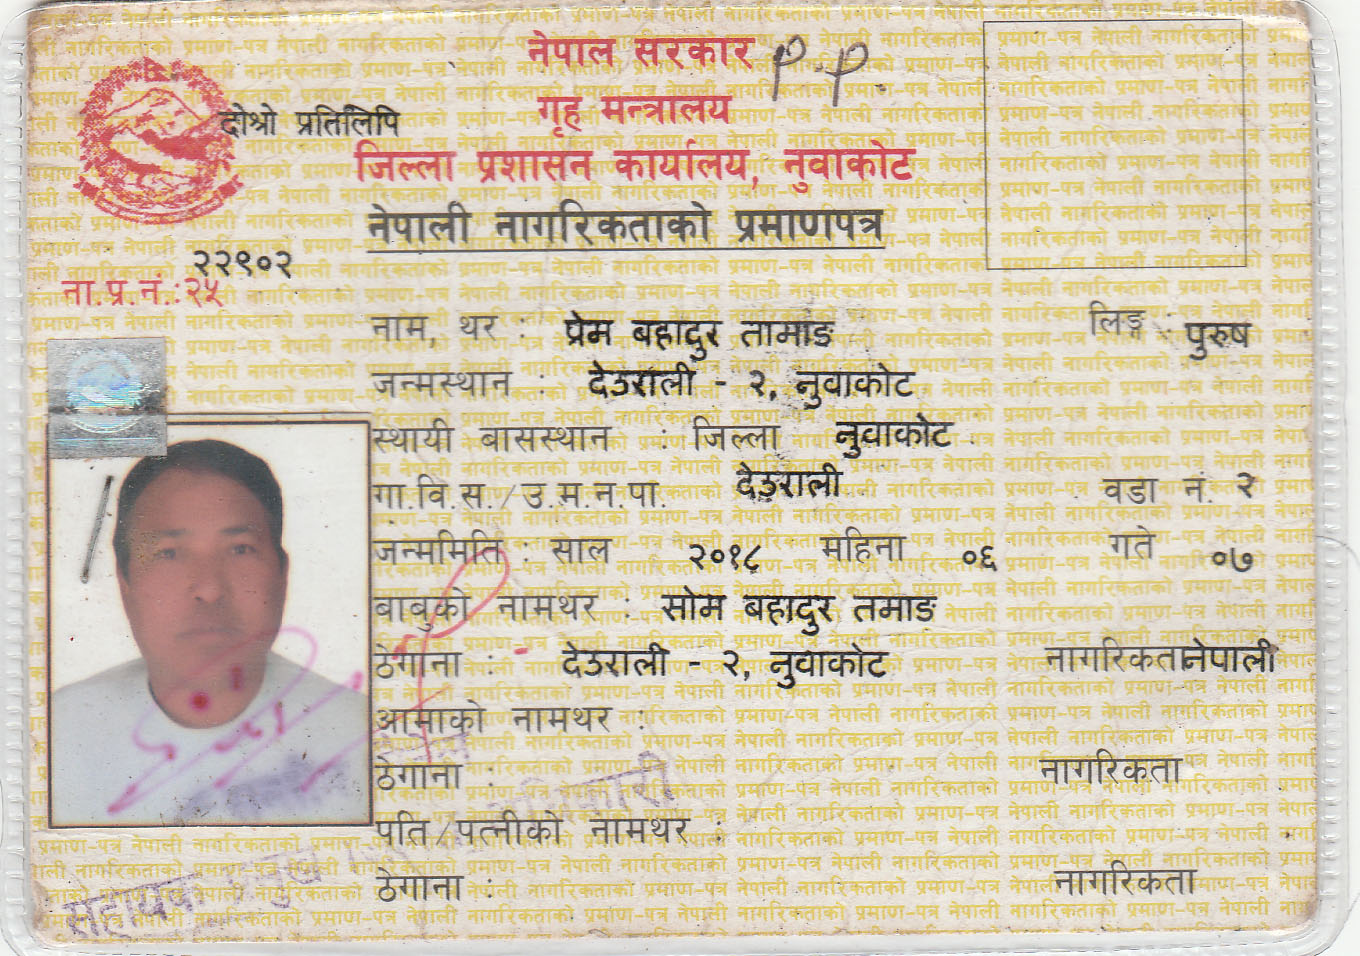 नेपाल सरकार P.P.
गृह मन्त्रालय
दोश्रो प्रतिलिपि
जिल्ला प्रशासन कार्यालय, नुवाकोट
नेपाली नागरिकताको प्रमाणपत्र
२२९०२
ना.प्र.नं.:२५
नाम, थर : प्रेम बहादुर तामाङ लिङ्ग : पुरुष
जन्मस्थान : देउराली - २, नुवाकोट
स्थायी बासस्थान : जिल्ला नुवाकोट
गा.वि.स./उ.म.न.पा. देउराली वडा नं. २
जन्ममिति : साल २०१८ महिना ०६ गते ०७
बाबुको नामथर : सोम बहादुर तमाङ
ठेगाना : देउराली - २, नुवाकोट नागरिकता नेपाली
आमाको नामथर :
ठेगाना : नागरिकता
पति/पत्नीको नामथर :
ठेगाना : नागरिकता